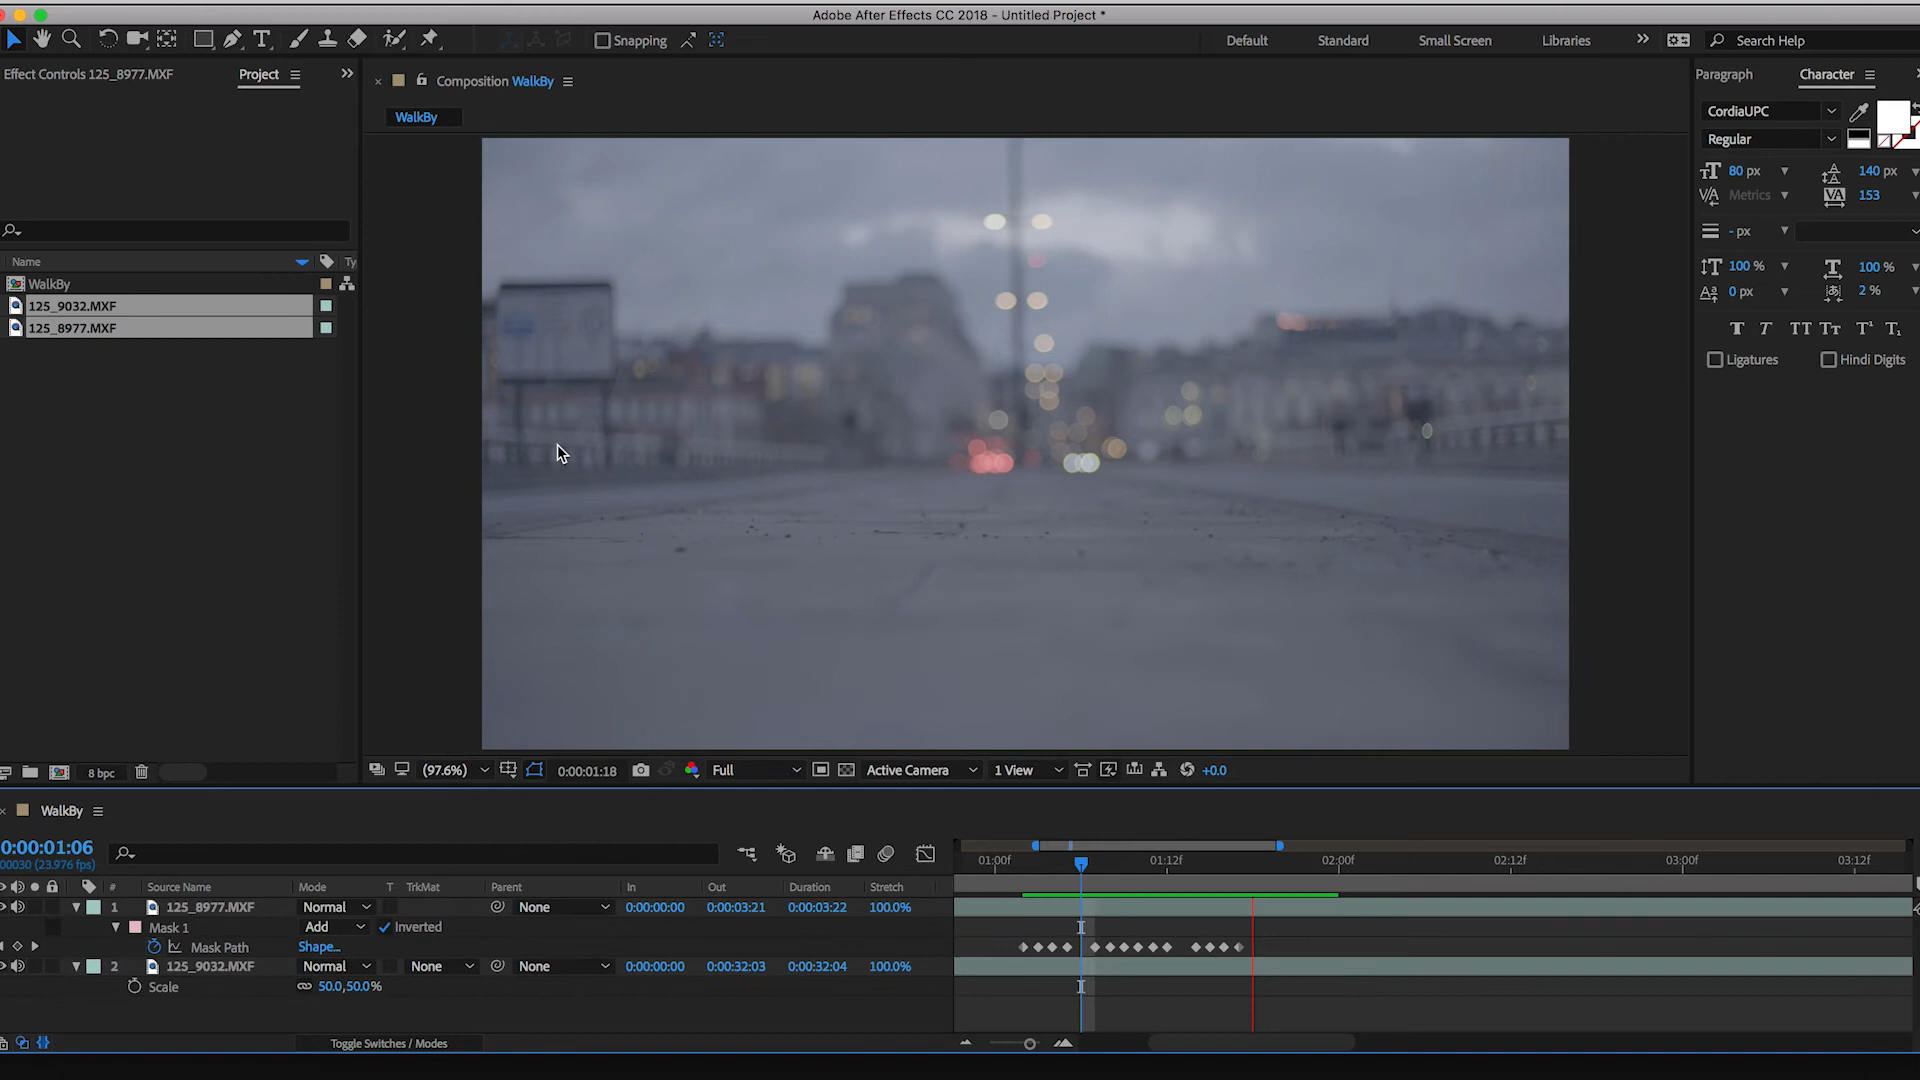 Adobe After Effects CC 2018 - Untitled Project *
Snapping
Default
Standard
Small Screen
Libraries
Search Help
Effect Controls 125_8977.MXF
Project
Composition WalkBy
Paragraph
Character
WalkBy
CordiaUPC
Regular
80 px
140 px
Metrics
153
- px
100 %
100 %
0 px
2 %
Ligatures
Hindi Digits
Name
Ty
WalkBy
125_9032.MXF
125_8977.MXF
8 bpc
(97.6%)
0:00:01:18
Full
Active Camera
1 View
+0.0
WalkBy
0:00:01:06
00030 (23.976 fps)
01:00f
01:12f
02:00f
02:12f
03:00f
03:12f
#
Source Name
Mode
T
TrkMat
Parent
In
Out
Duration
Stretch
1
125_8977.MXF
Normal
None
0:00:00:00
0:00:03:21
0:00:03:22
100.0%
Mask 1
Add
Inverted
Mask Path
Shape...
2
125_9032.MXF
Normal
None
None
0:00:00:00
0:00:32:03
0:00:32:04
100.0%
Scale
50.0,50.0%
Toggle Switches / Modes